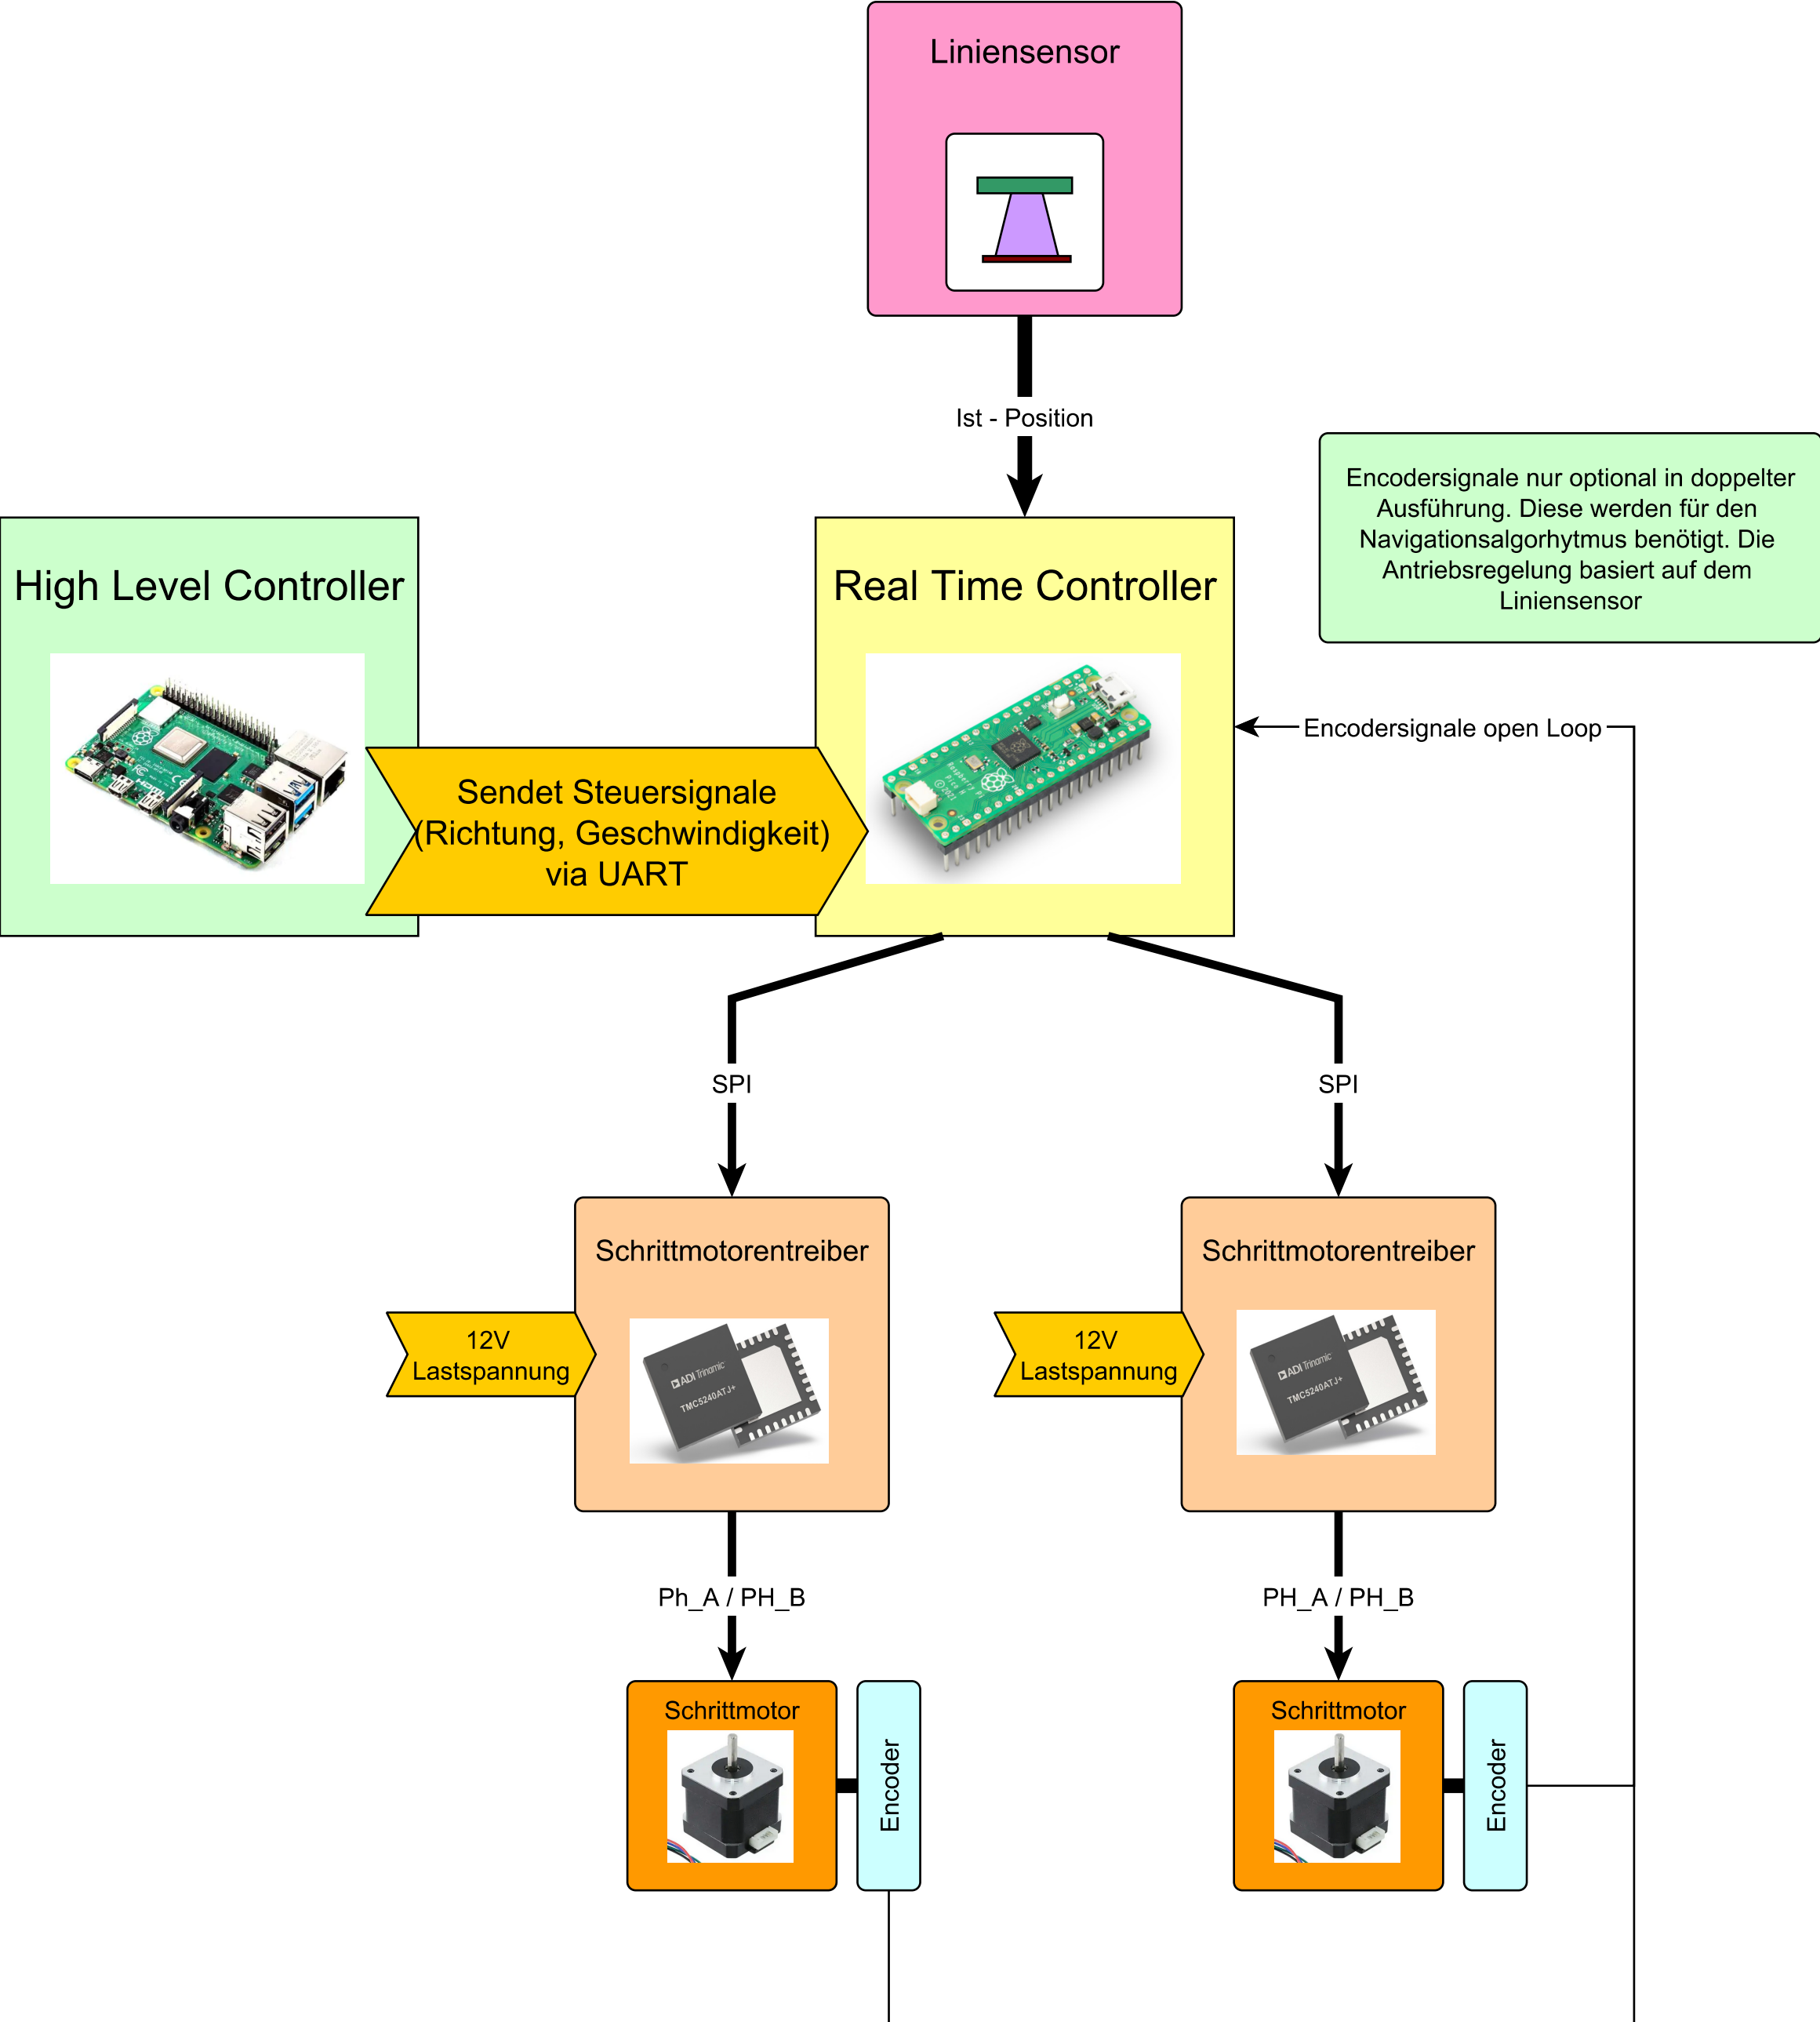 Liniensensor
Ist - Position
Encodersignale nur optional in doppelter
Ausführung. Diese werden für den
Navigationsalgorhytmus benötigt. Die
Antriebsregelung basiert auf dem
Liniensensor
High Level Controller
Real Time Controller
Encodersignale open Loop
Sendet Steuersignale
(Richtung, Geschwindigkeit)
via UART
SPI
SPI
Schrittmotorentreiber
Schrittmotorentreiber
12V
Lastspannung
12V
Lastspannung
ADI Trinamic
TMC5240ATJ+
ADI Trinamic
TMC5240ATJ+
Ph_A / PH_B
PH_A / PH_B
Schrittmotor
Encoder
Schrittmotor
Encoder